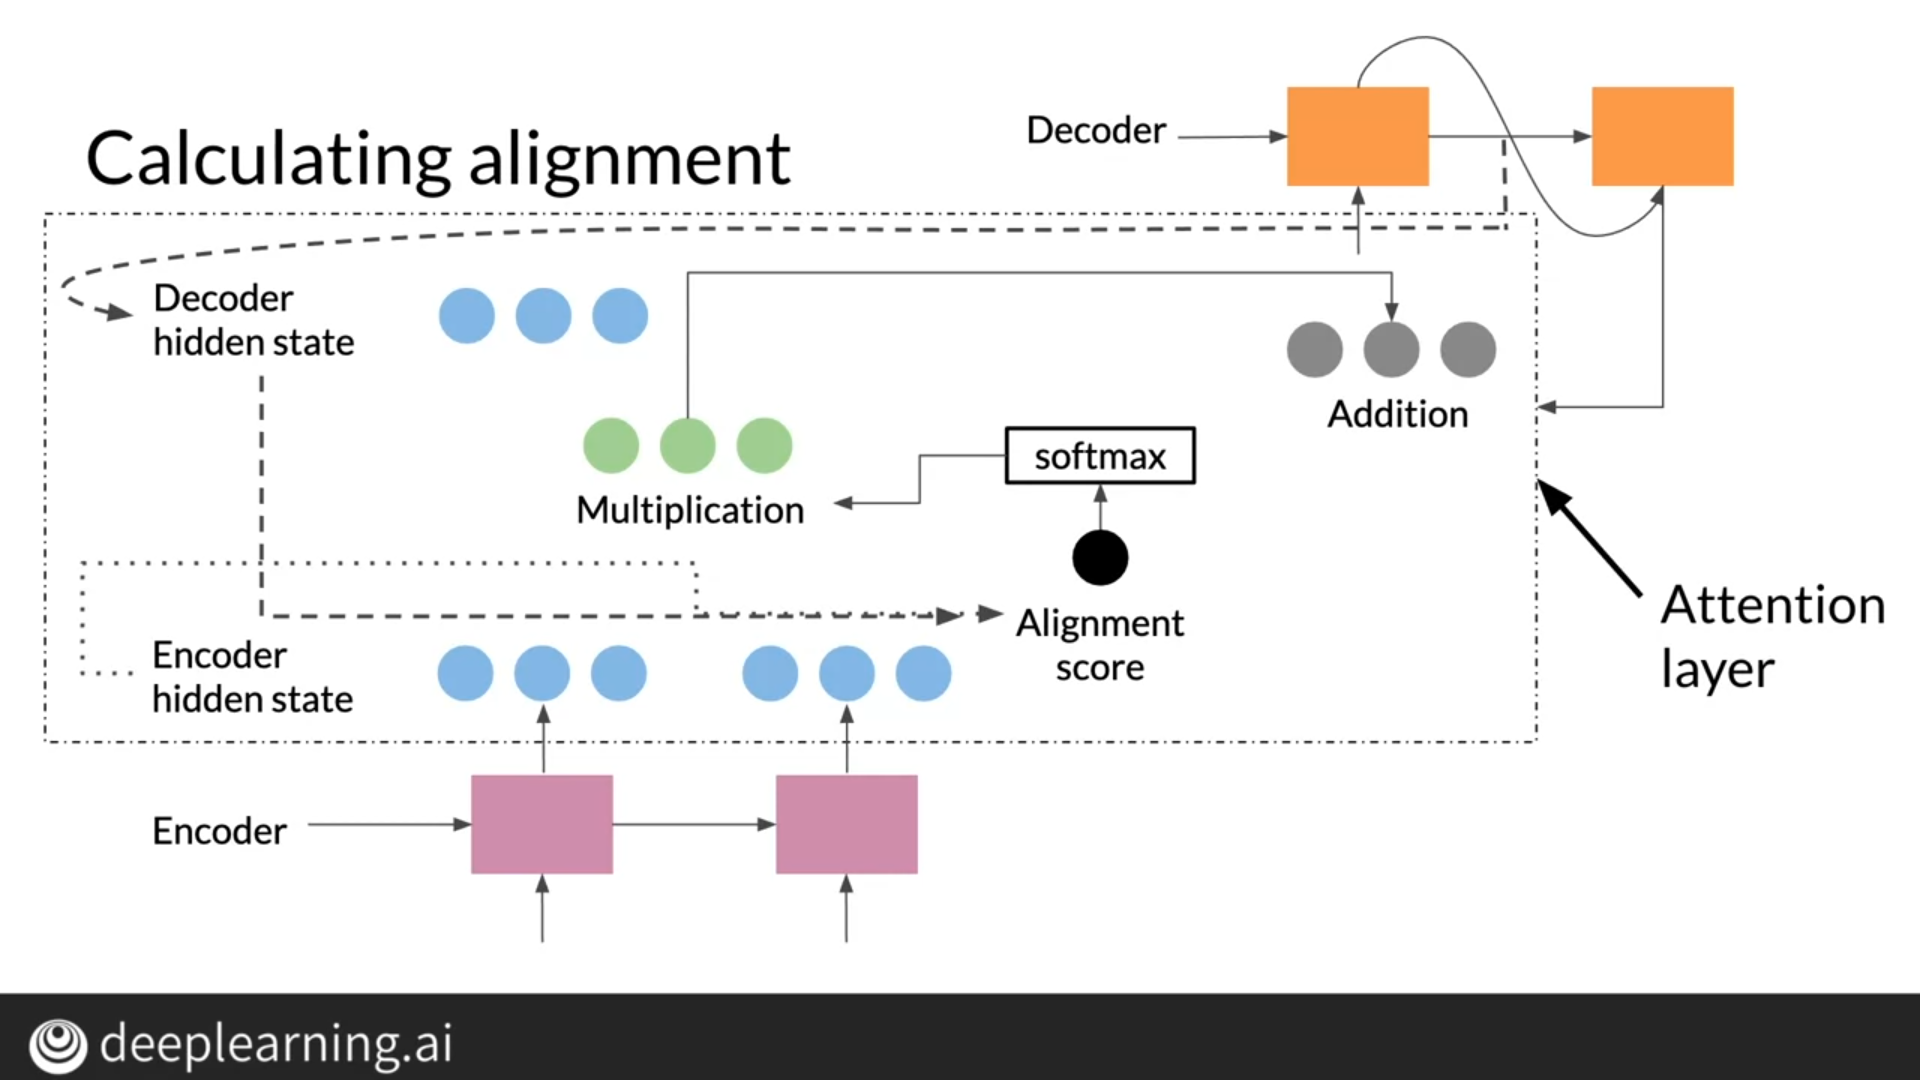 Decoder
Calculating alignment
Decoder
hidden state
Addition
softmax
Multiplication
Attention
layer
Alignment
score
Encoder
hidden state
Encoder
deeplearning.ai